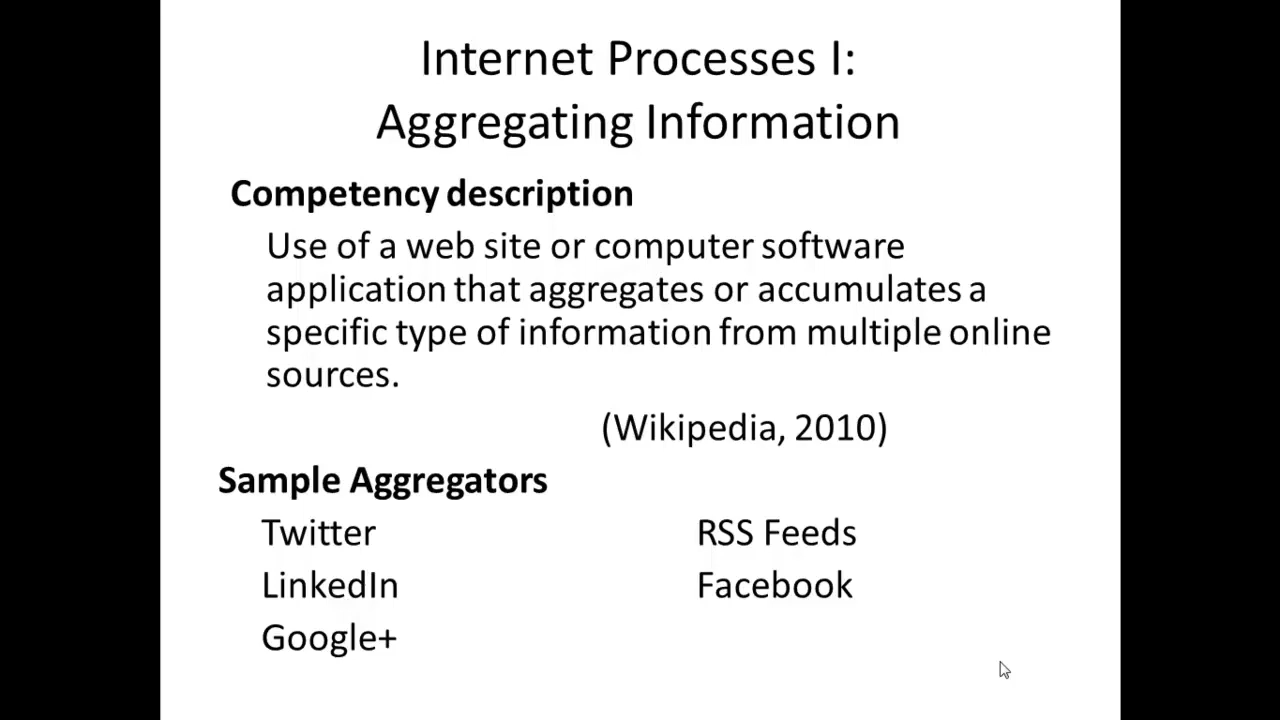 Internet Processes I:
Aggregating Information
Competency description
Use of a web site or computer software
application that aggregates or accumulates a
specific type of information from multiple online
sources.
(Wikipedia, 2010)
Sample Aggregators
Twitter RSS Feeds
LinkedIn Facebook
Google+